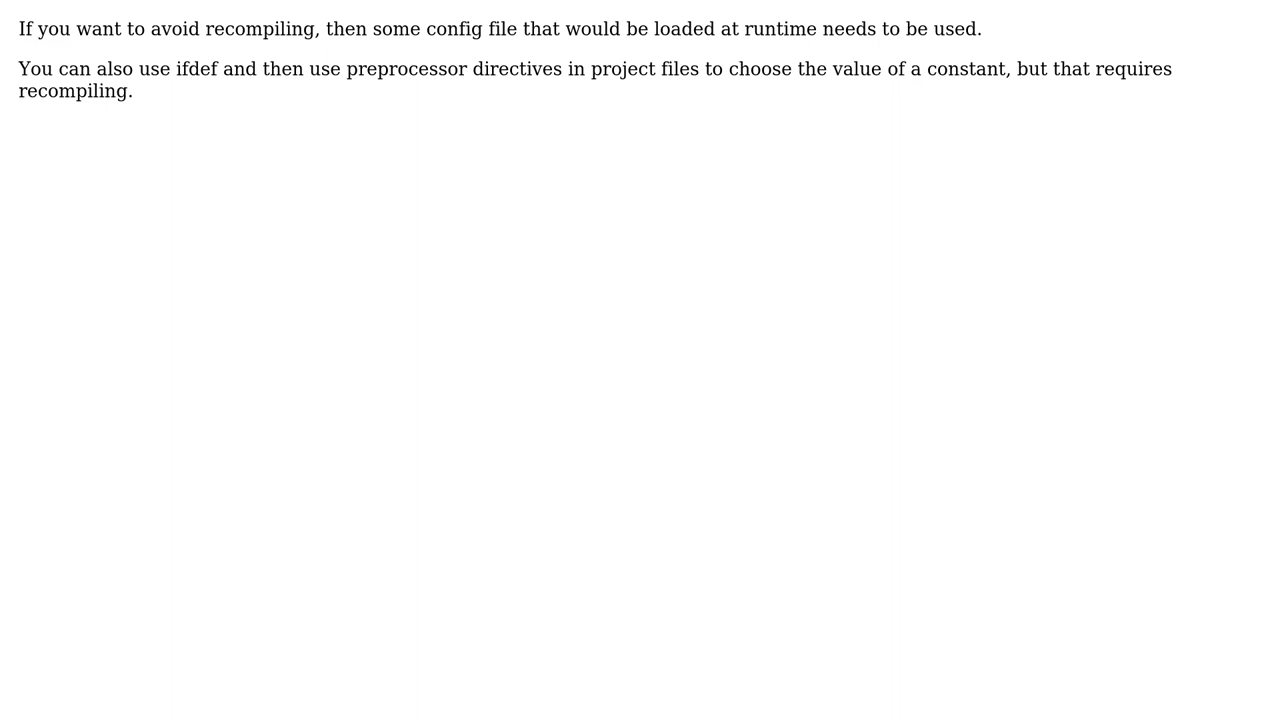 If you want to avoid recompiling, then some config file that would be loaded at runtime needs to be used.
You can also use ifdef and then use preprocessor directives in project files to choose the value of a constant, but that requires
recompiling.